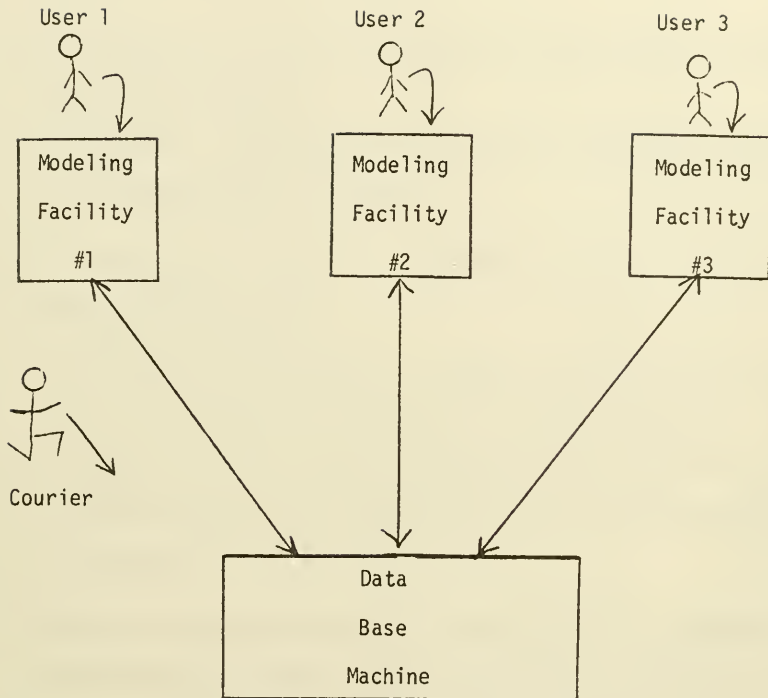 User 1
User 2
User 3
Modeling
Facility
#1
Modeling
Facility
#2
Modeling
Facility
#3
Courier
Data
Base
Machine